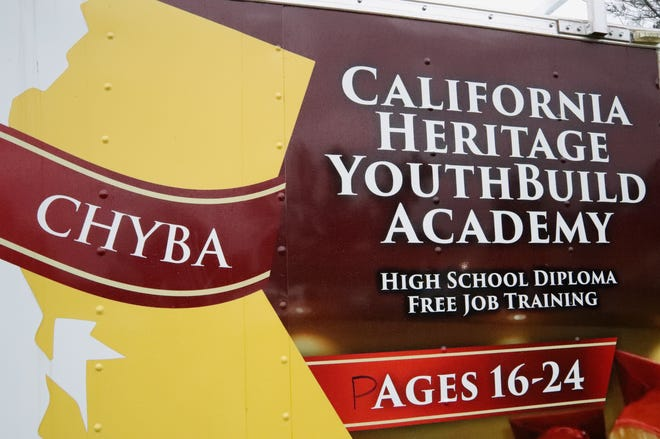 CHYBA
CALIFORNIA
HERITAGE
YOUTHBUILD
ACADEMY
HIGH SCHOOL DIPLOMA
FREE JOB TRAINING
PAGES 16-24